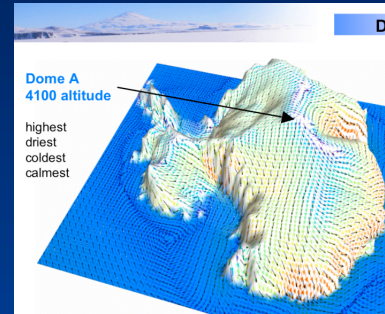 D
Dome A
4100 altitude
highest
driest
coldest
calmest